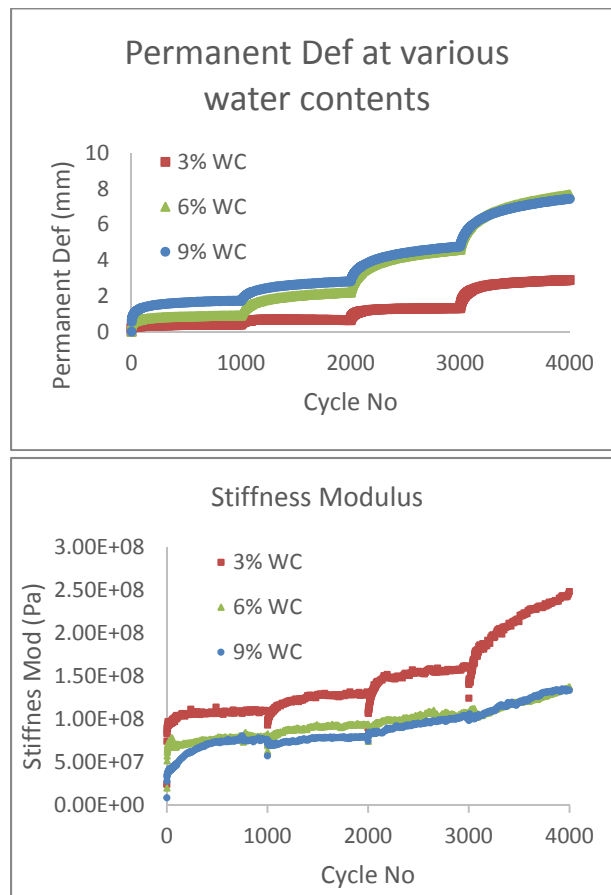 Permanent Def at various
water contents
Permanent Def (mm)
10
8
6
4
2
0
3% WC
6% WC
9% WC
0 1000 2000 3000 4000
Cycle No
Stiffness Modulus
Stiffnes Mod (Pa)
3.00E+08
2.50E+08
2.00E+08
1.50E+08
1.00E+08
5.00E+07
0.00E+00
3% WC
6% WC
9% WC
0 1000 2000 3000 4000
Cycle No